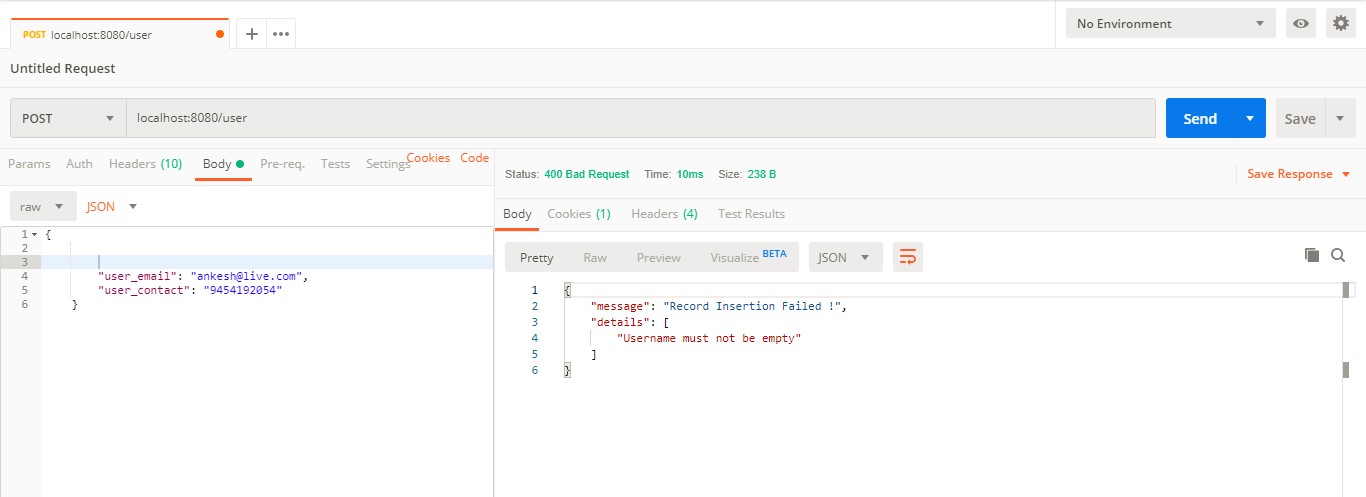 POST localhost:8080/user
No Environment
Untitled Request
POST localhost:8080/user Send Save
Params Auth Headers (10) Body Pre-req. Tests Settings Cookies Code
raw JSON
1 {
2
3
4 "user_email": "ankesh@live.com",
5 "user_contact": "9454192054"
6 }
Status: 400 Bad Request Time: 10ms Size: 238 B Save Response
Body Cookies (1) Headers (4) Test Results
Pretty Raw Preview Visualize BETA JSON
1 {
2 "message": "Record Insertion Failed !",
3 "details": [
4 "Username must not be empty"
5 ]
6 }